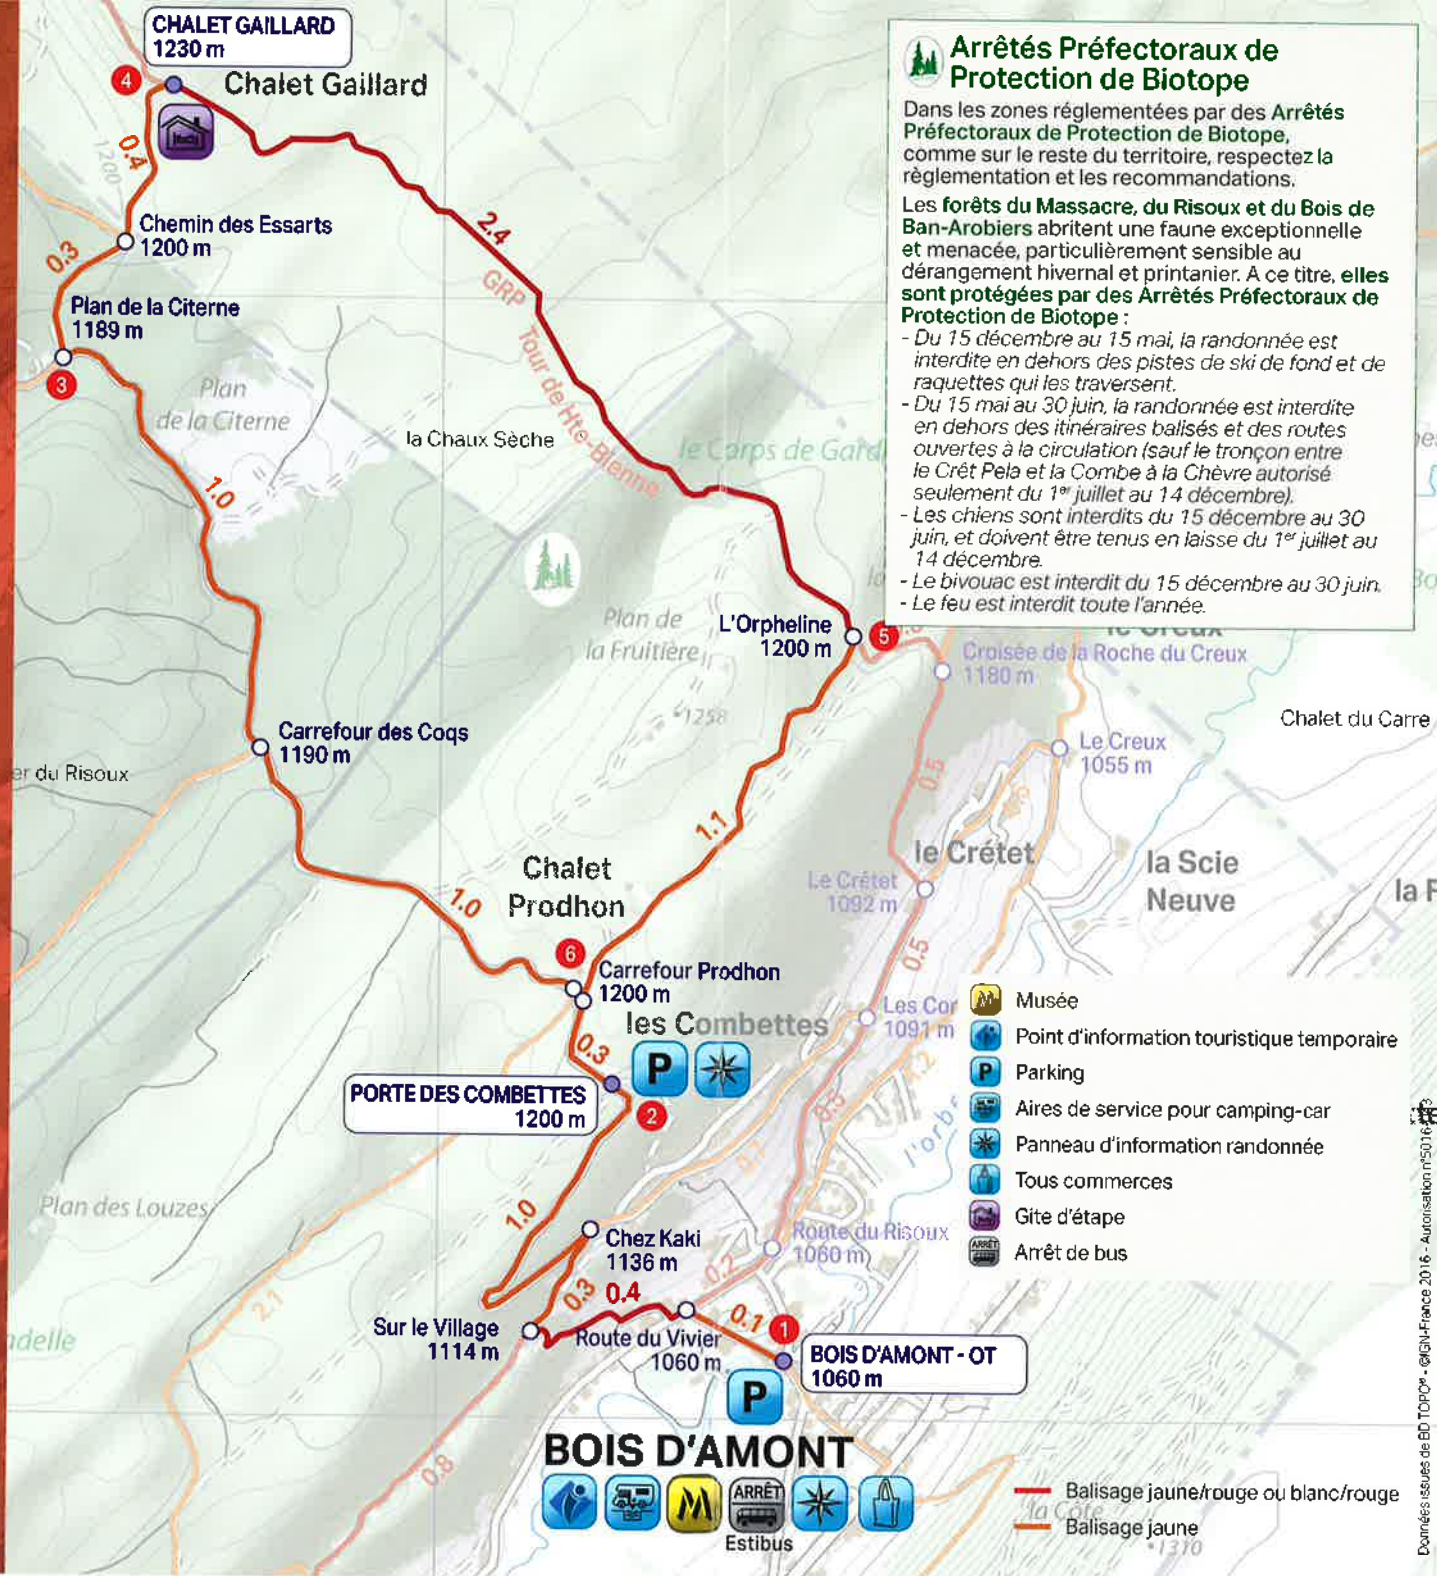 CHALET GAILLARD
1230 m
4
Chalet Gaillard
0.4
1200
Chemin des Essarts
1200 m
0.3
Plan de la Citerne
1189 m
3
Plan
de la Citerne
1.0
2.4
GRP
Tour de Hte-Bienne
la Chaux Sèche
le Corps de Gard
Arrêtés Préfectoraux de
Protection de Biotope
Dans les zones réglementées par des Arrêtés
Préfectoraux de Protection de Biotope,
comme sur le reste du territoire, respectez la
règlementation et les recommandations.
Les forêts du Massacre, du Risoux et du Bois de
Ban-Arobiers abritent une faune exceptionnelle
et menacée, particulièrement sensible au
dérangement hivernal et printanier. A ce titre, elles
sont protégées par des Arrêtés Préfectoraux de
Protection de Biotope :
- Du 15 décembre au 15 mai, la randonnée est
interdite en dehors des pistes de ski de fond et de
raquettes qui les traversent.
- Du 15 mai au 30 juin, la randonnée est interdite
en dehors des itinéraires balisés et des routes
ouvertes à la circulation (sauf le tronçon entre
le Crêt Pela et la Combe à la Chèvre autorisé
seulement du 1er juillet au 14 décembre).
- Les chiens sont interdits du 15 décembre au 30
juin, et doivent être tenus en laisse du 1er juillet au
14 décembre.
- Le bivouac est interdit du 15 décembre au 30 juin.
- Le feu est interdit toute l'année.
Plan de
la Fruitière
L'Orpheline
1200 m
5
le Creux
Croisée de la Roche du Creux
1180 m
1258
Chalet du Carre
Carrefour des Coqs
1190 m
er du Risoux
Le Creux
1055 m
0.5
1.1
1.0
Chalet
Prodhon
le Crétet
Le Crétet
1092 m
la Scie
Neuve
0.5
6
Carrefour Prodhon
1200 m
les Combettes
Les Cor
1091 m
0.3
P
PORTE DES COMBETTES
1200 m
2
l'orbe
Plan des Louzes
1.0
Chez Kaki
1136 m
Route du Risoux
1060 m
0.2
0.3
0.4
2.1
Sur le Village
1114 m
Route du Vivier
1060 m
0.1
1
BOIS D'AMONT - OT
1060 m
P
adelle
0.8
BOIS D'AMONT
ARRÊT
Estibus
Musée
Point d'information touristique temporaire
P
Parking
Aires de service pour camping-car
Panneau d'information randonnée
Tous commerces
Gîte d'étape
ARRÊT
Arrêt de bus
Balisage jaune/rouge ou blanc/rouge
la Côte
Balisage jaune
1310